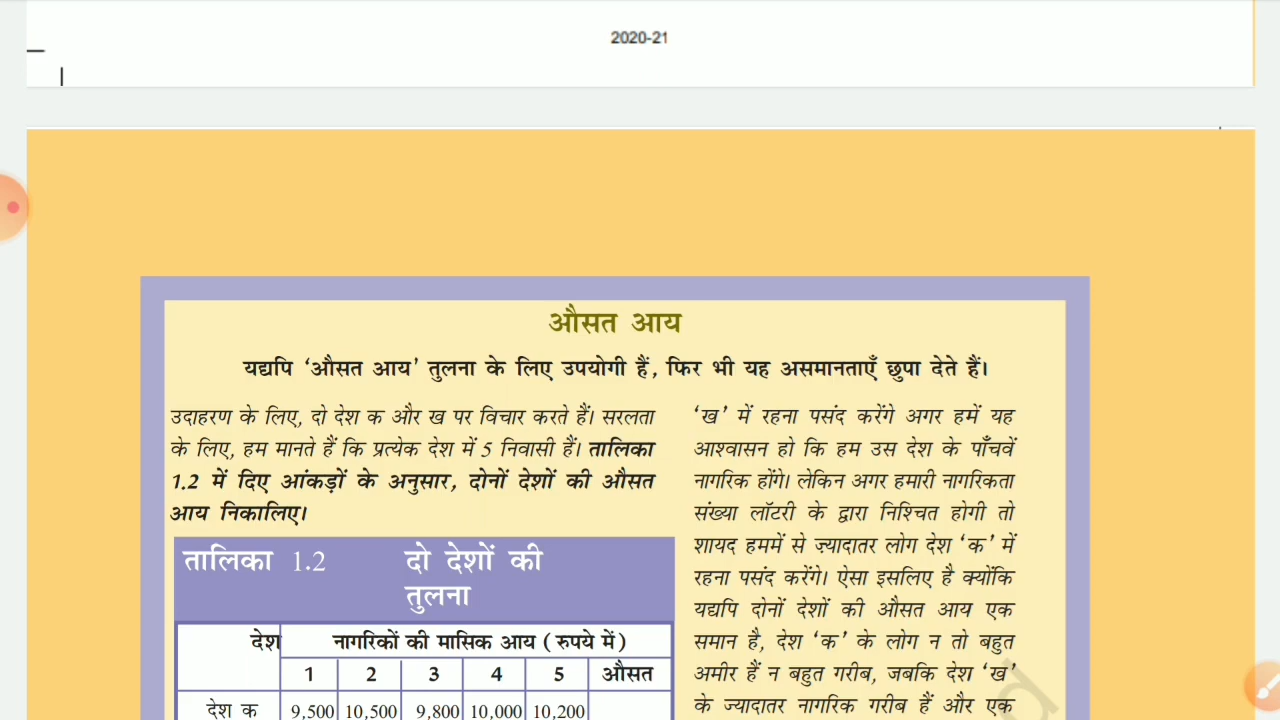 2020-21
औसत आय
यद्यपि ‘औसत आय’ तुलना के लिए उपयोगी हैं, फिर भी यह असमानताएँ छुपा देते हैं।
उदाहरण के लिए, दो देश क और ख पर विचार करते हैं। सरलता
के लिए, हम मानते हैं कि प्रत्येक देश में 5 निवासी हैं। तालिका
1.2 में दिए आंकड़ों के अनुसार, दोनों देशों की औसत
आय निकालिए।
तालिका 1.2 दो देशों की
तुलना
देश नागरिकों की मासिक आय (रुपये में)
1 2 3 4 5 औसत
देश क 9,500 10,500 9,800 10,000 10,200
‘ख’ में रहना पसंद करेंगे अगर हमें यह
आश्वासन हो कि हम उस देश के पाँचवें
नागरिक होंगे। लेकिन अगर हमारी नागरिकता
संख्या लॉटरी के द्वारा निश्चित होगी तो
शायद हममें से ज़्यादातर लोग देश ‘क’ में
रहना पसंद करेंगे। ऐसा इसलिए है क्योंकि
यद्यपि दोनों देशों की औसत आय एक
समान है, देश ‘क’ के लोग न तो बहुत
अमीर हैं न बहुत गरीब, जबकि देश ‘ख’
के ज्यादातर नागरिक गरीब हैं और एक